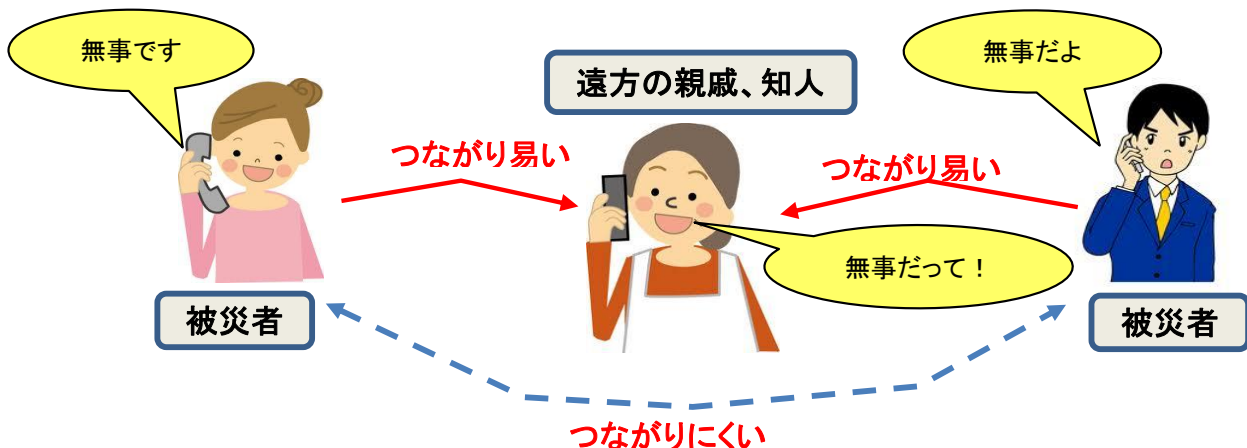 無事です
遠方の親戚、知人
無事だよ
つながり易い
つながり易い
無事だって！
被災者
被災者
つながりにくい